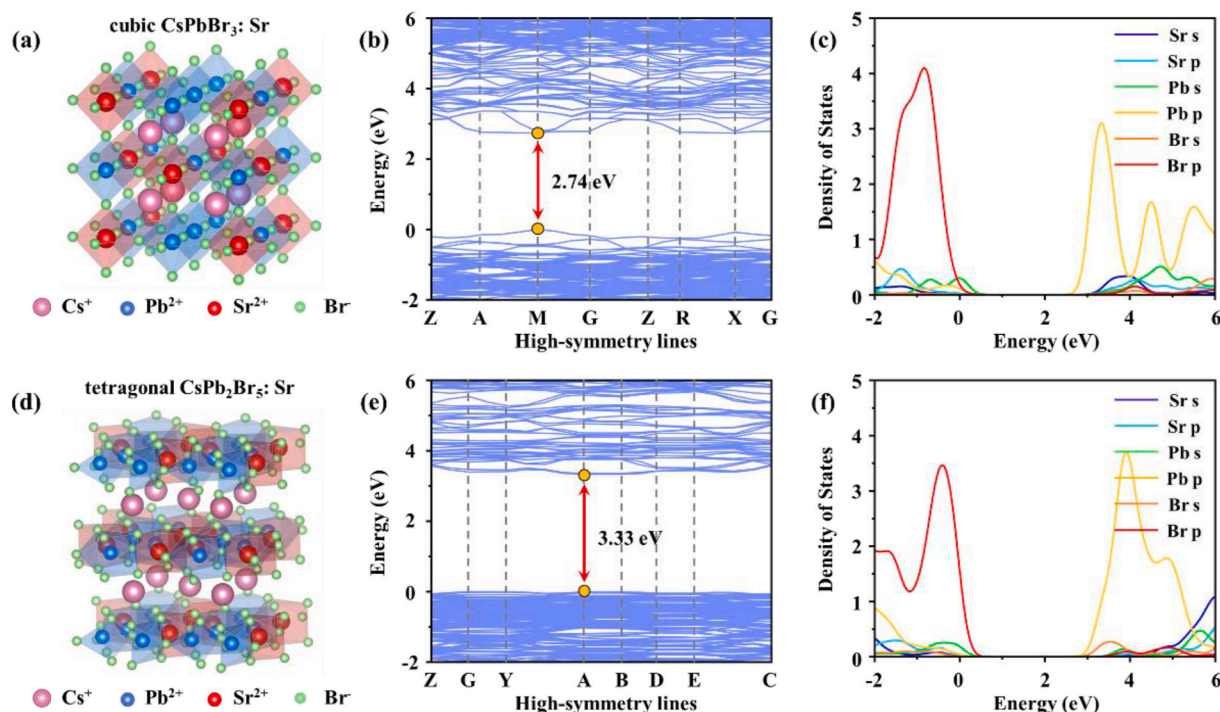 (a)
cubic CsPbBr₃: Sr
Cs⁺ Pb²⁺ Sr²⁺ Br⁻
(b)
Energy (eV)
6
4
2
0
-2
2.74 eV
Z A M G Z R X G
High-symmetry lines
(c)
Density of States
5
4
3
2
1
0
Sr s
Sr p
Pb s
Pb p
Br s
Br p
-2 0 2 4 6
Energy (eV)
(d)
tetragonal CsPb₂Br₅: Sr
Cs⁺ Pb²⁺ Sr²⁺ Br⁻
(e)
Energy (eV)
6
4
2
0
-2
3.33 eV
Z G Y A B D E C
High-symmetry lines
(f)
Density of States
5
4
3
2
1
0
Sr s
Sr p
Pb s
Pb p
Br s
Br p
-2 0 2 4 6
Energy (eV)